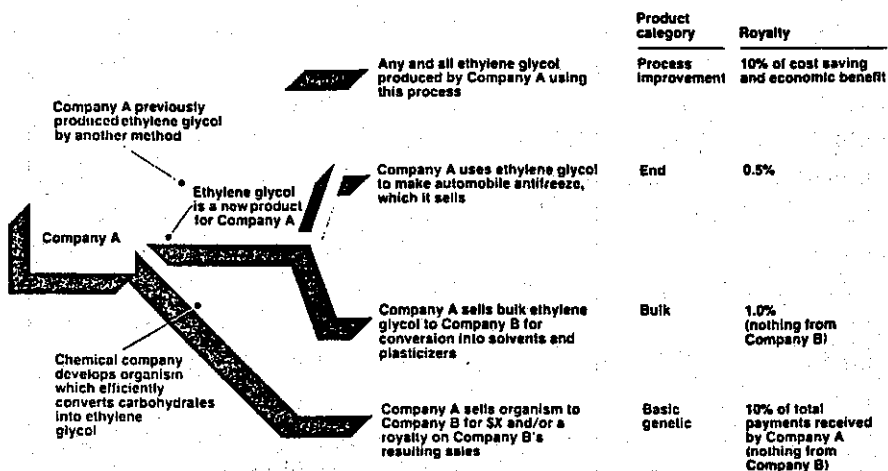 Product
category
Royalty
Any and all ethylene glycol
produced by Company A using
this process
Process
improvement
10% of cost saving
and economic benefit
Company A previously
produced ethylene glycol
by another method
Ethylene glycol
is a new product
for Company A
Company A uses ethylene glycol
to make automobile antifreeze,
which it sells
End
0.5%
Company A
Company A sells bulk ethylene
glycol to Company B for
conversion into solvents and
plasticizers
Bulk
1.0%
(nothing from
Company B)
Chemical company
develops organism
which efficiently
converts carbohydrates
into ethylene
glycol
Company A sells organism to
Company B for $X and/or a
royalty on Company B's
resulting sales
Basic
genetic
10% of total
payments received
by Company A
(nothing from
Company B)